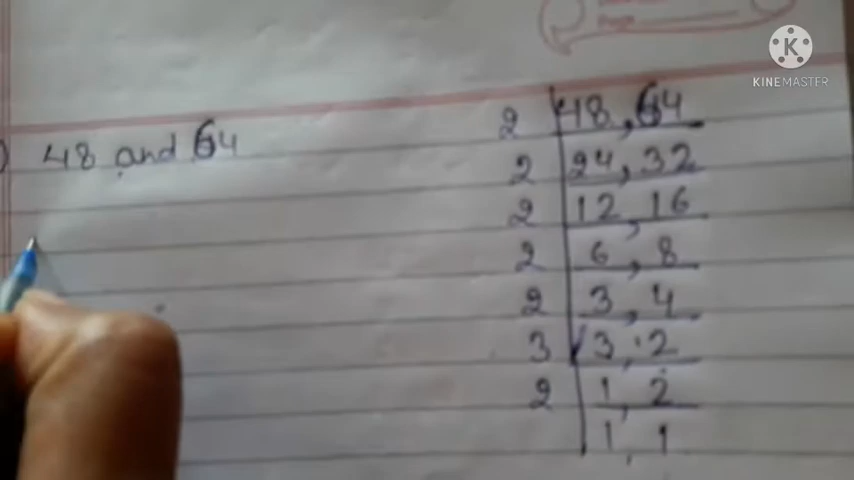 K
KINEMASTER
) 48 and 64
2 48, 64
2 24, 32
2 12, 16
2 6, 8
2 3, 4
3 3, 2
2 1, 2
1, 1